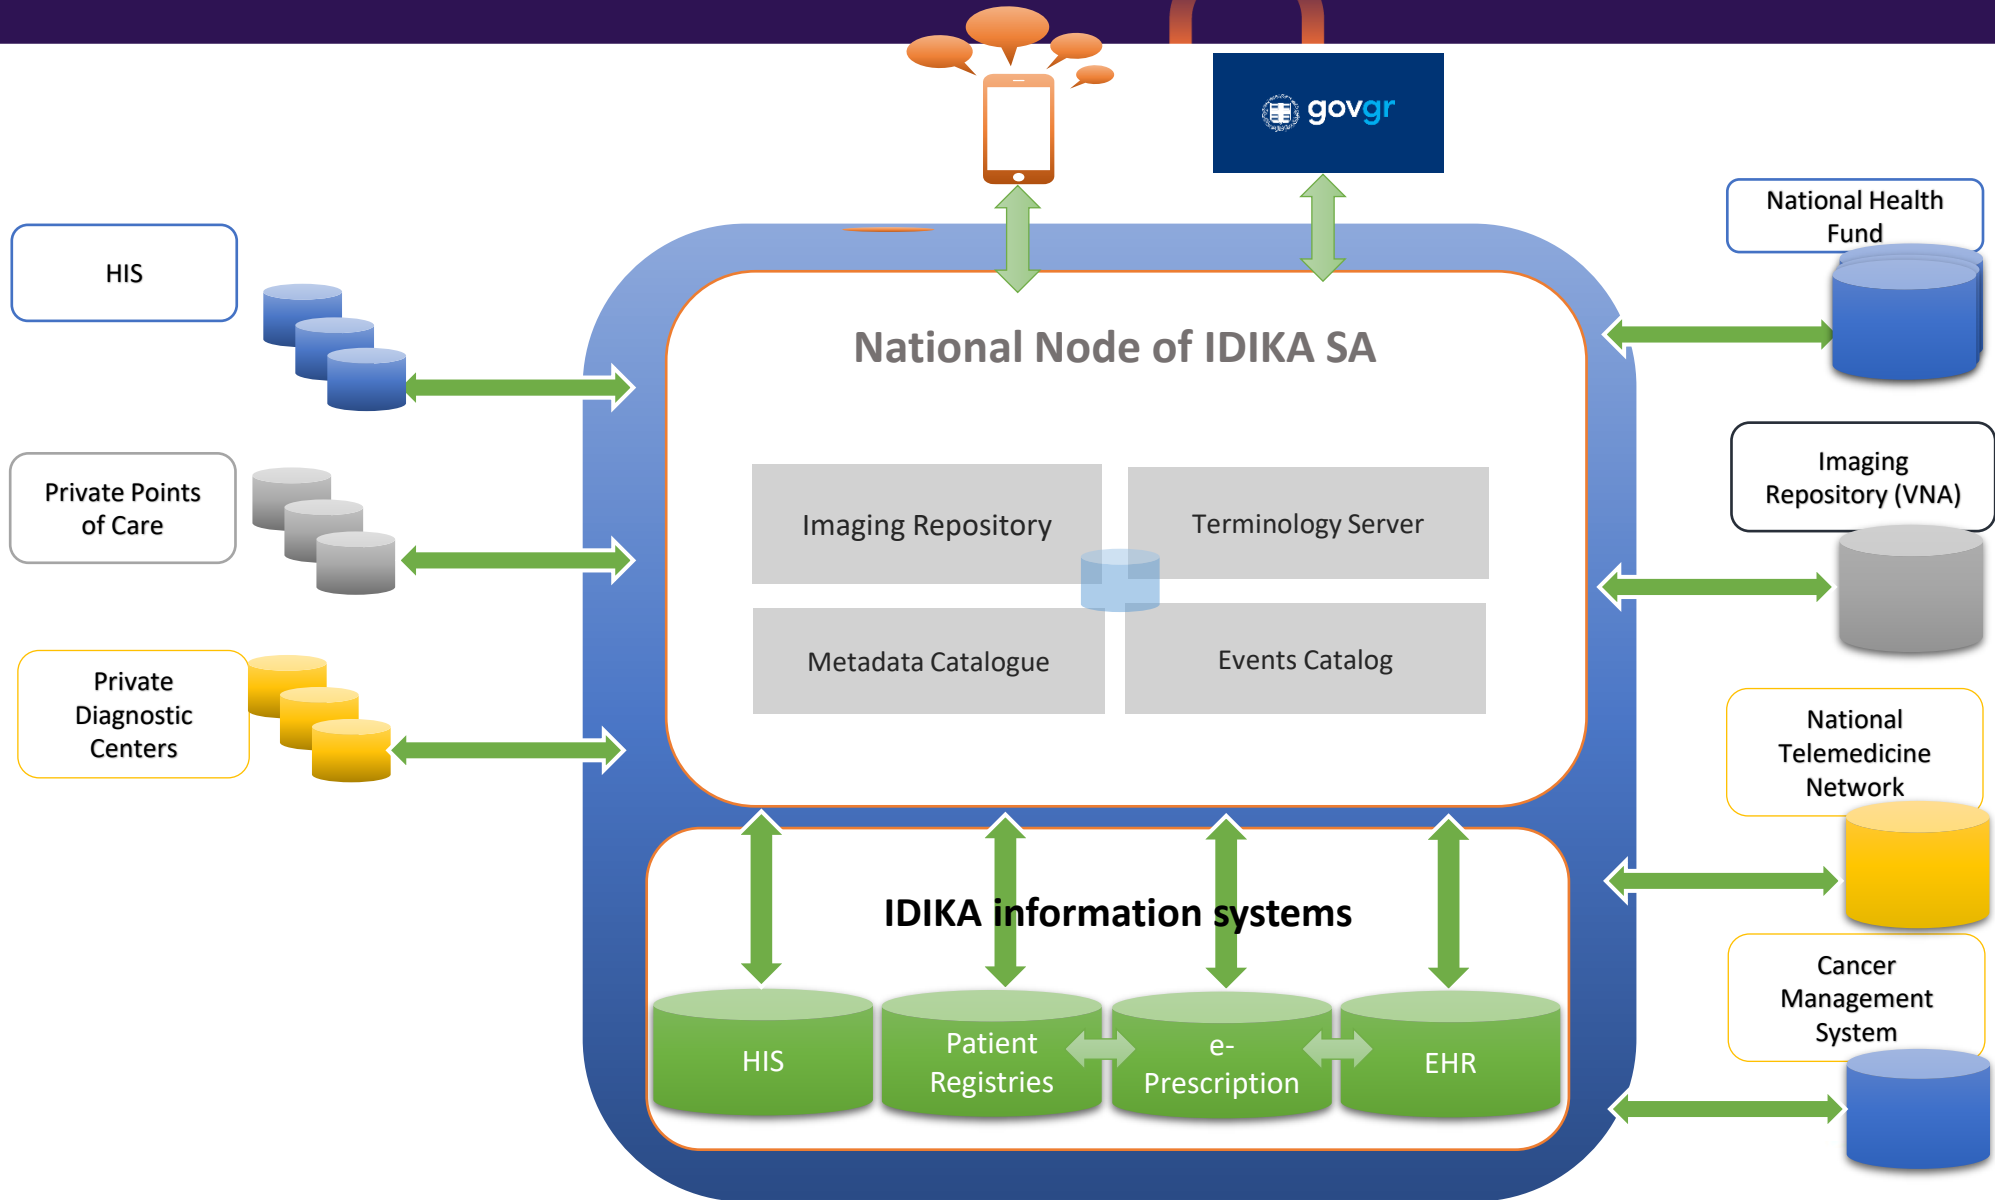 govgr
National Health
Fund
HIS
National Node of IDIKA SA
Private Points
of Care
Imaging
Repository (VNA)
Imaging Repository
Terminology Server
Metadata Catalogue
Events Catalog
Private
Diagnostic
Centers
National
Telemedicine
Network
IDIKA information systems
Cancer
Management
System
HIS
Patient
Registries
e-
Prescription
EHR